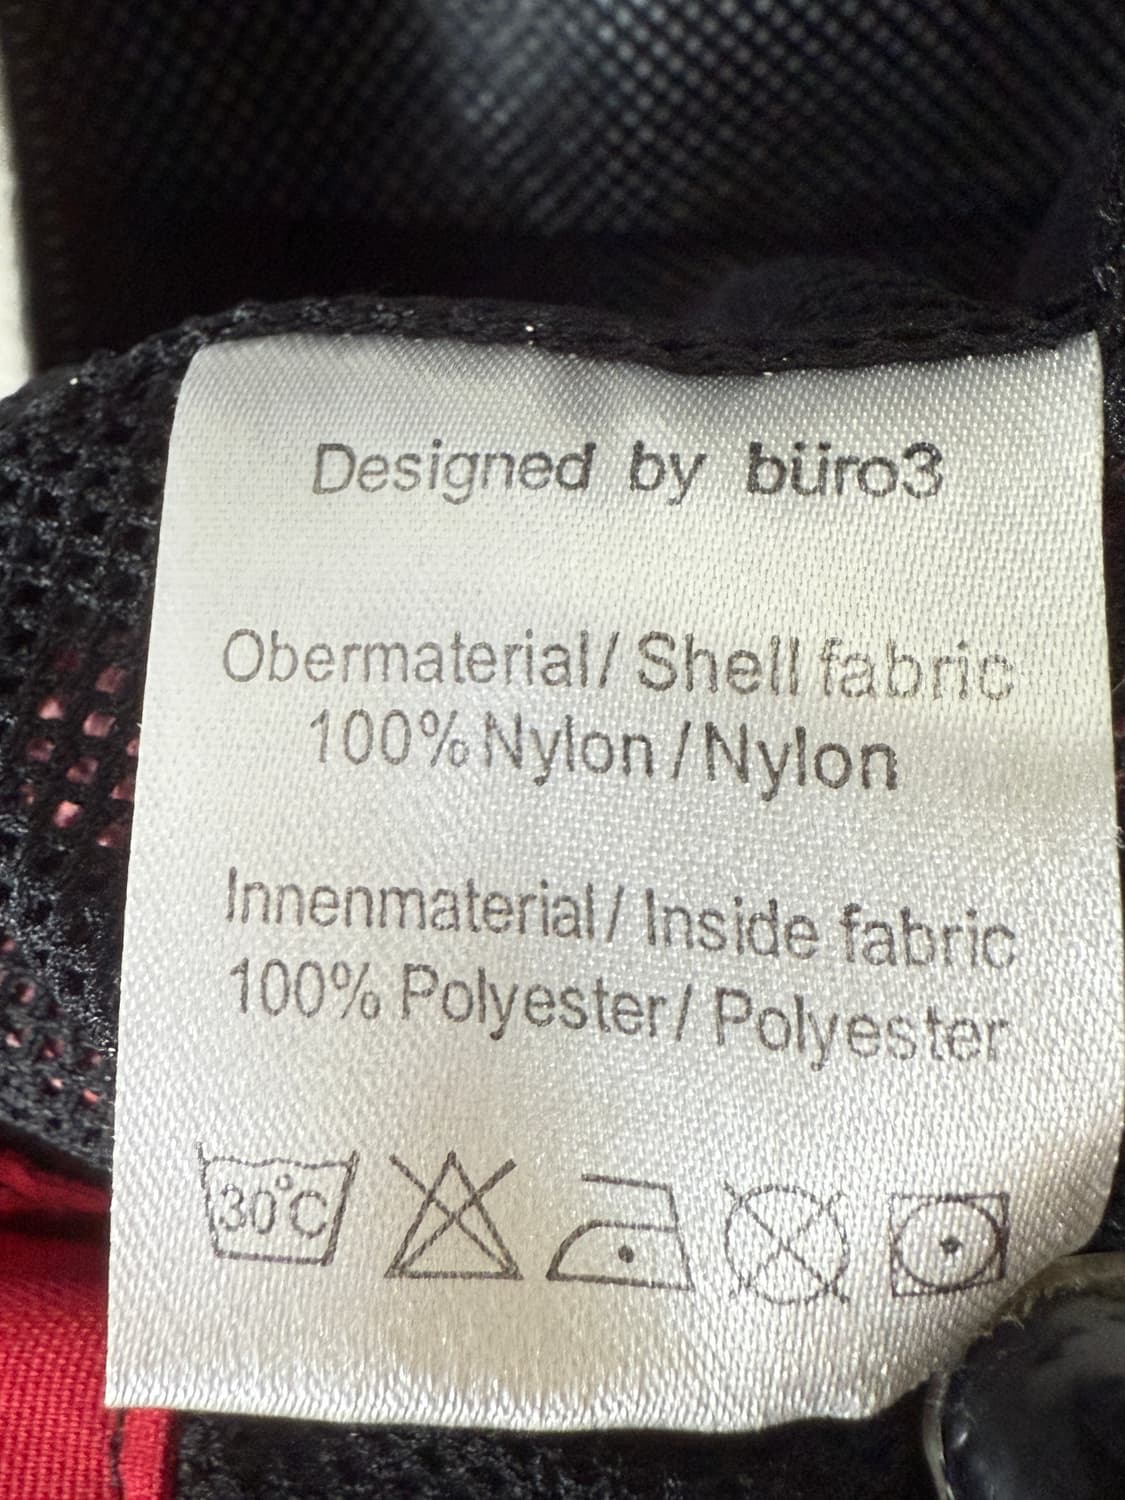 Designed by büro3
Obermaterial/ Shell fabric
100% Nylon / Nylon
Innenmaterial/ Inside fabric
100% Polyester/ Polyester
30°C